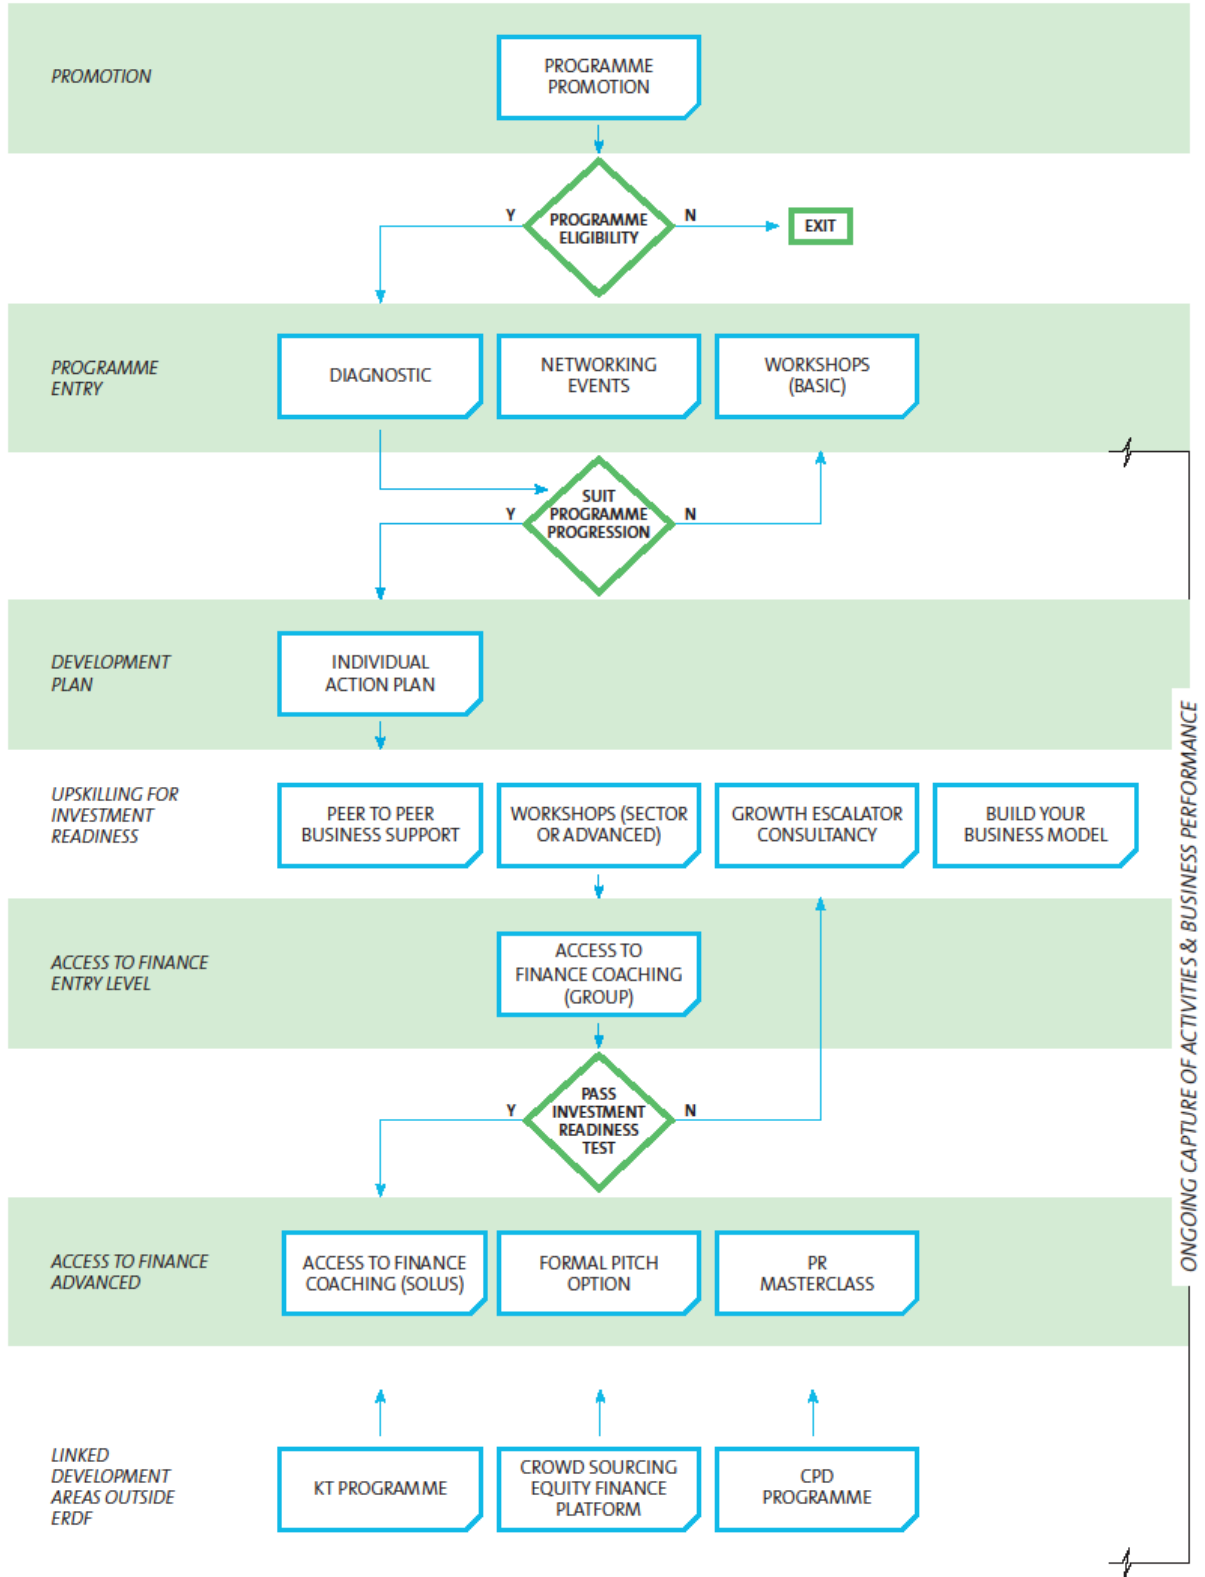 PROMOTION
PROGRAMME
PROMOTION
Y
PROGRAMME
ELIGIBILITY
N
EXIT
PROGRAMME
ENTRY
DIAGNOSTIC
NETWORKING
EVENTS
WORKSHOPS
(BASIC)
Y
SUIT
PROGRAMME
PROGRESSION
N
DEVELOPMENT
PLAN
INDIVIDUAL
ACTION PLAN
UPSKILLING FOR
INVESTMENT
READINESS
PEER TO PEER
BUSINESS SUPPORT
WORKSHOPS (SECTOR
OR ADVANCED)
GROWTH ESCALATOR
CONSULTANCY
BUILD YOUR
BUSINESS MODEL
ACCESS TO FINANCE
ENTRY LEVEL
ACCESS TO
FINANCE COACHING
(GROUP)
Y
PASS
INVESTMENT
READINESS
TEST
N
ACCESS TO FINANCE
ADVANCED
ACCESS TO FINANCE
COACHING (SOLUS)
FORMAL PITCH
OPTION
PR
MASTERCLASS
LINKED
DEVELOPMENT
AREAS OUTSIDE
ERDF
KT PROGRAMME
CROWD SOURCING
EQUITY FINANCE
PLATFORM
CPD
PROGRAMME
ONGOING CAPTURE OF ACTIVITIES & BUSINESS PERFORMANCE